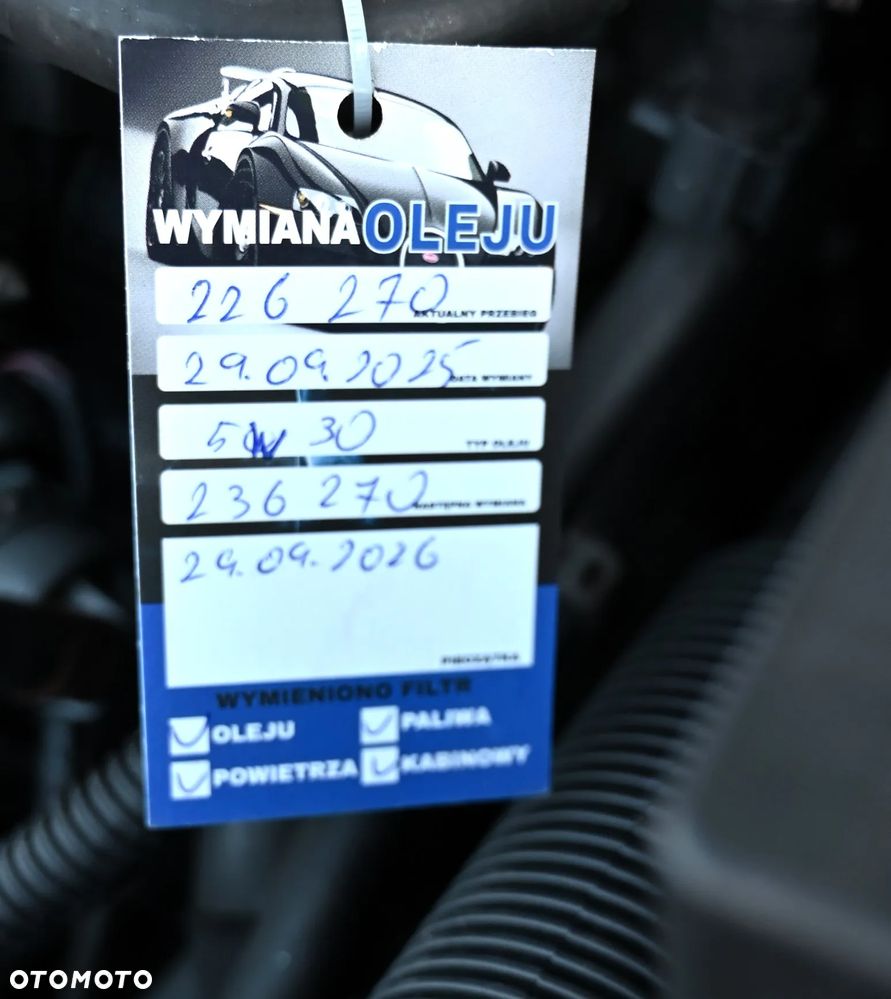 WYMIANA OLEJU
226 270
AKTUALNY PRZEBIEG
29.09.2025
DATA WYMIANY
5W 30
TYP OLEJU
236 270
NASTĘPNA WYMIANA
29.09.2026
PIECZĄTKA
WYMIENIONO FILTR
OLEJU PALIWA
POWIETRZA KABINOWY
OTOMOTO